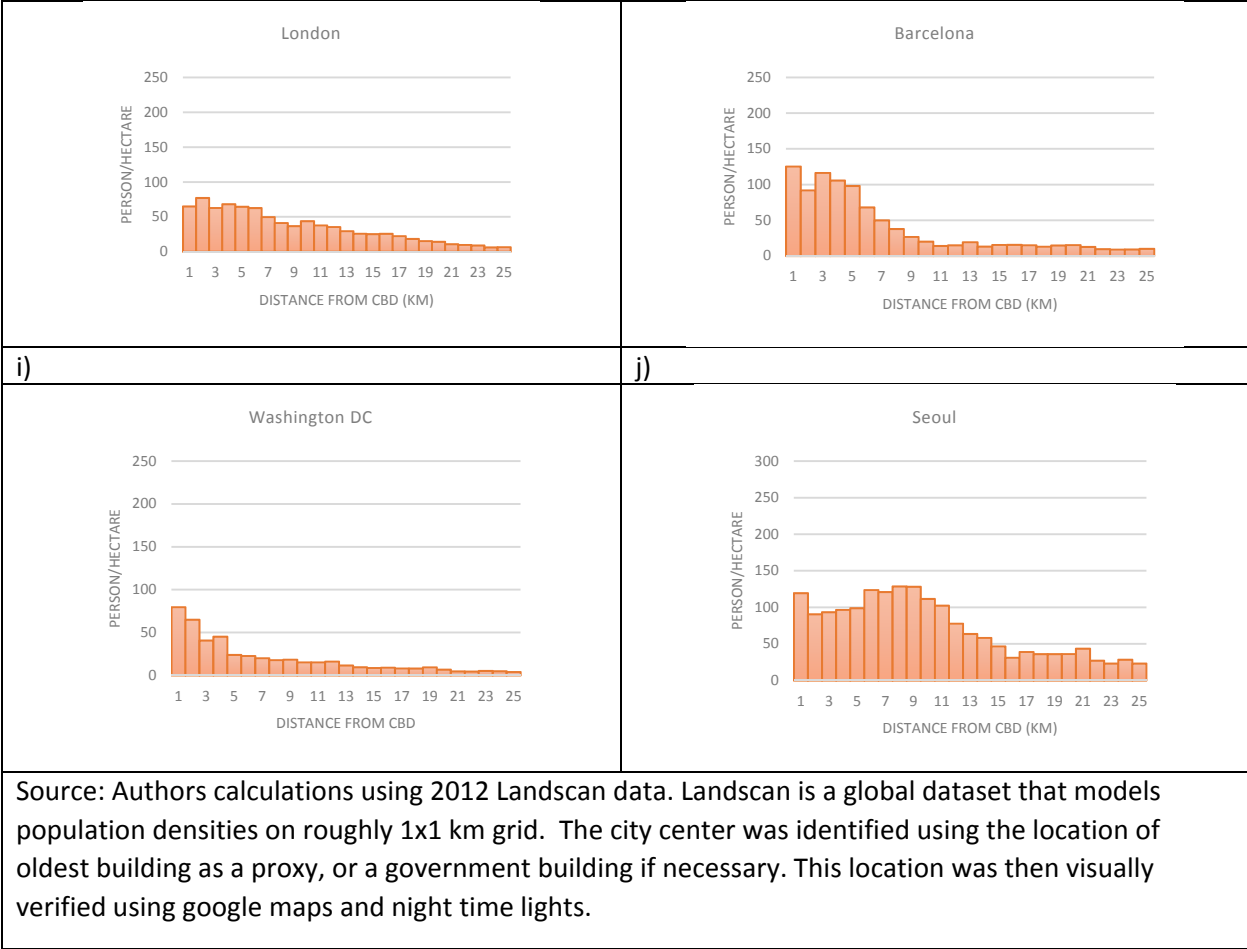 London
250
200
150
100
50
0
PERSON/HECTARE
1 3 5 7 9 11 13 15 17 19 21 23 25
DISTANCE FROM CBD (KM)
Barcelona
250
200
150
100
50
0
PERSON/HECTARE
1 3 5 7 9 11 13 15 17 19 21 23 25
DISTANCE FROM CBD (KM)
i)
j)
Washington DC
250
200
150
100
50
0
PERSON/HECTARE
1 3 5 7 9 11 13 15 17 19 21 23 25
DISTANCE FROM CBD
Seoul
300
250
200
150
100
50
0
PERSON/HECTARE
1 3 5 7 9 11 13 15 17 19 21 23 25
DISTANCE FROM CBD (KM)
Source: Authors calculations using 2012 Landscan data. Landscan is a global dataset that models
population densities on roughly 1x1 km grid. The city center was identified using the location of
oldest building as a proxy, or a government building if necessary. This location was then visually
verified using google maps and night time lights.